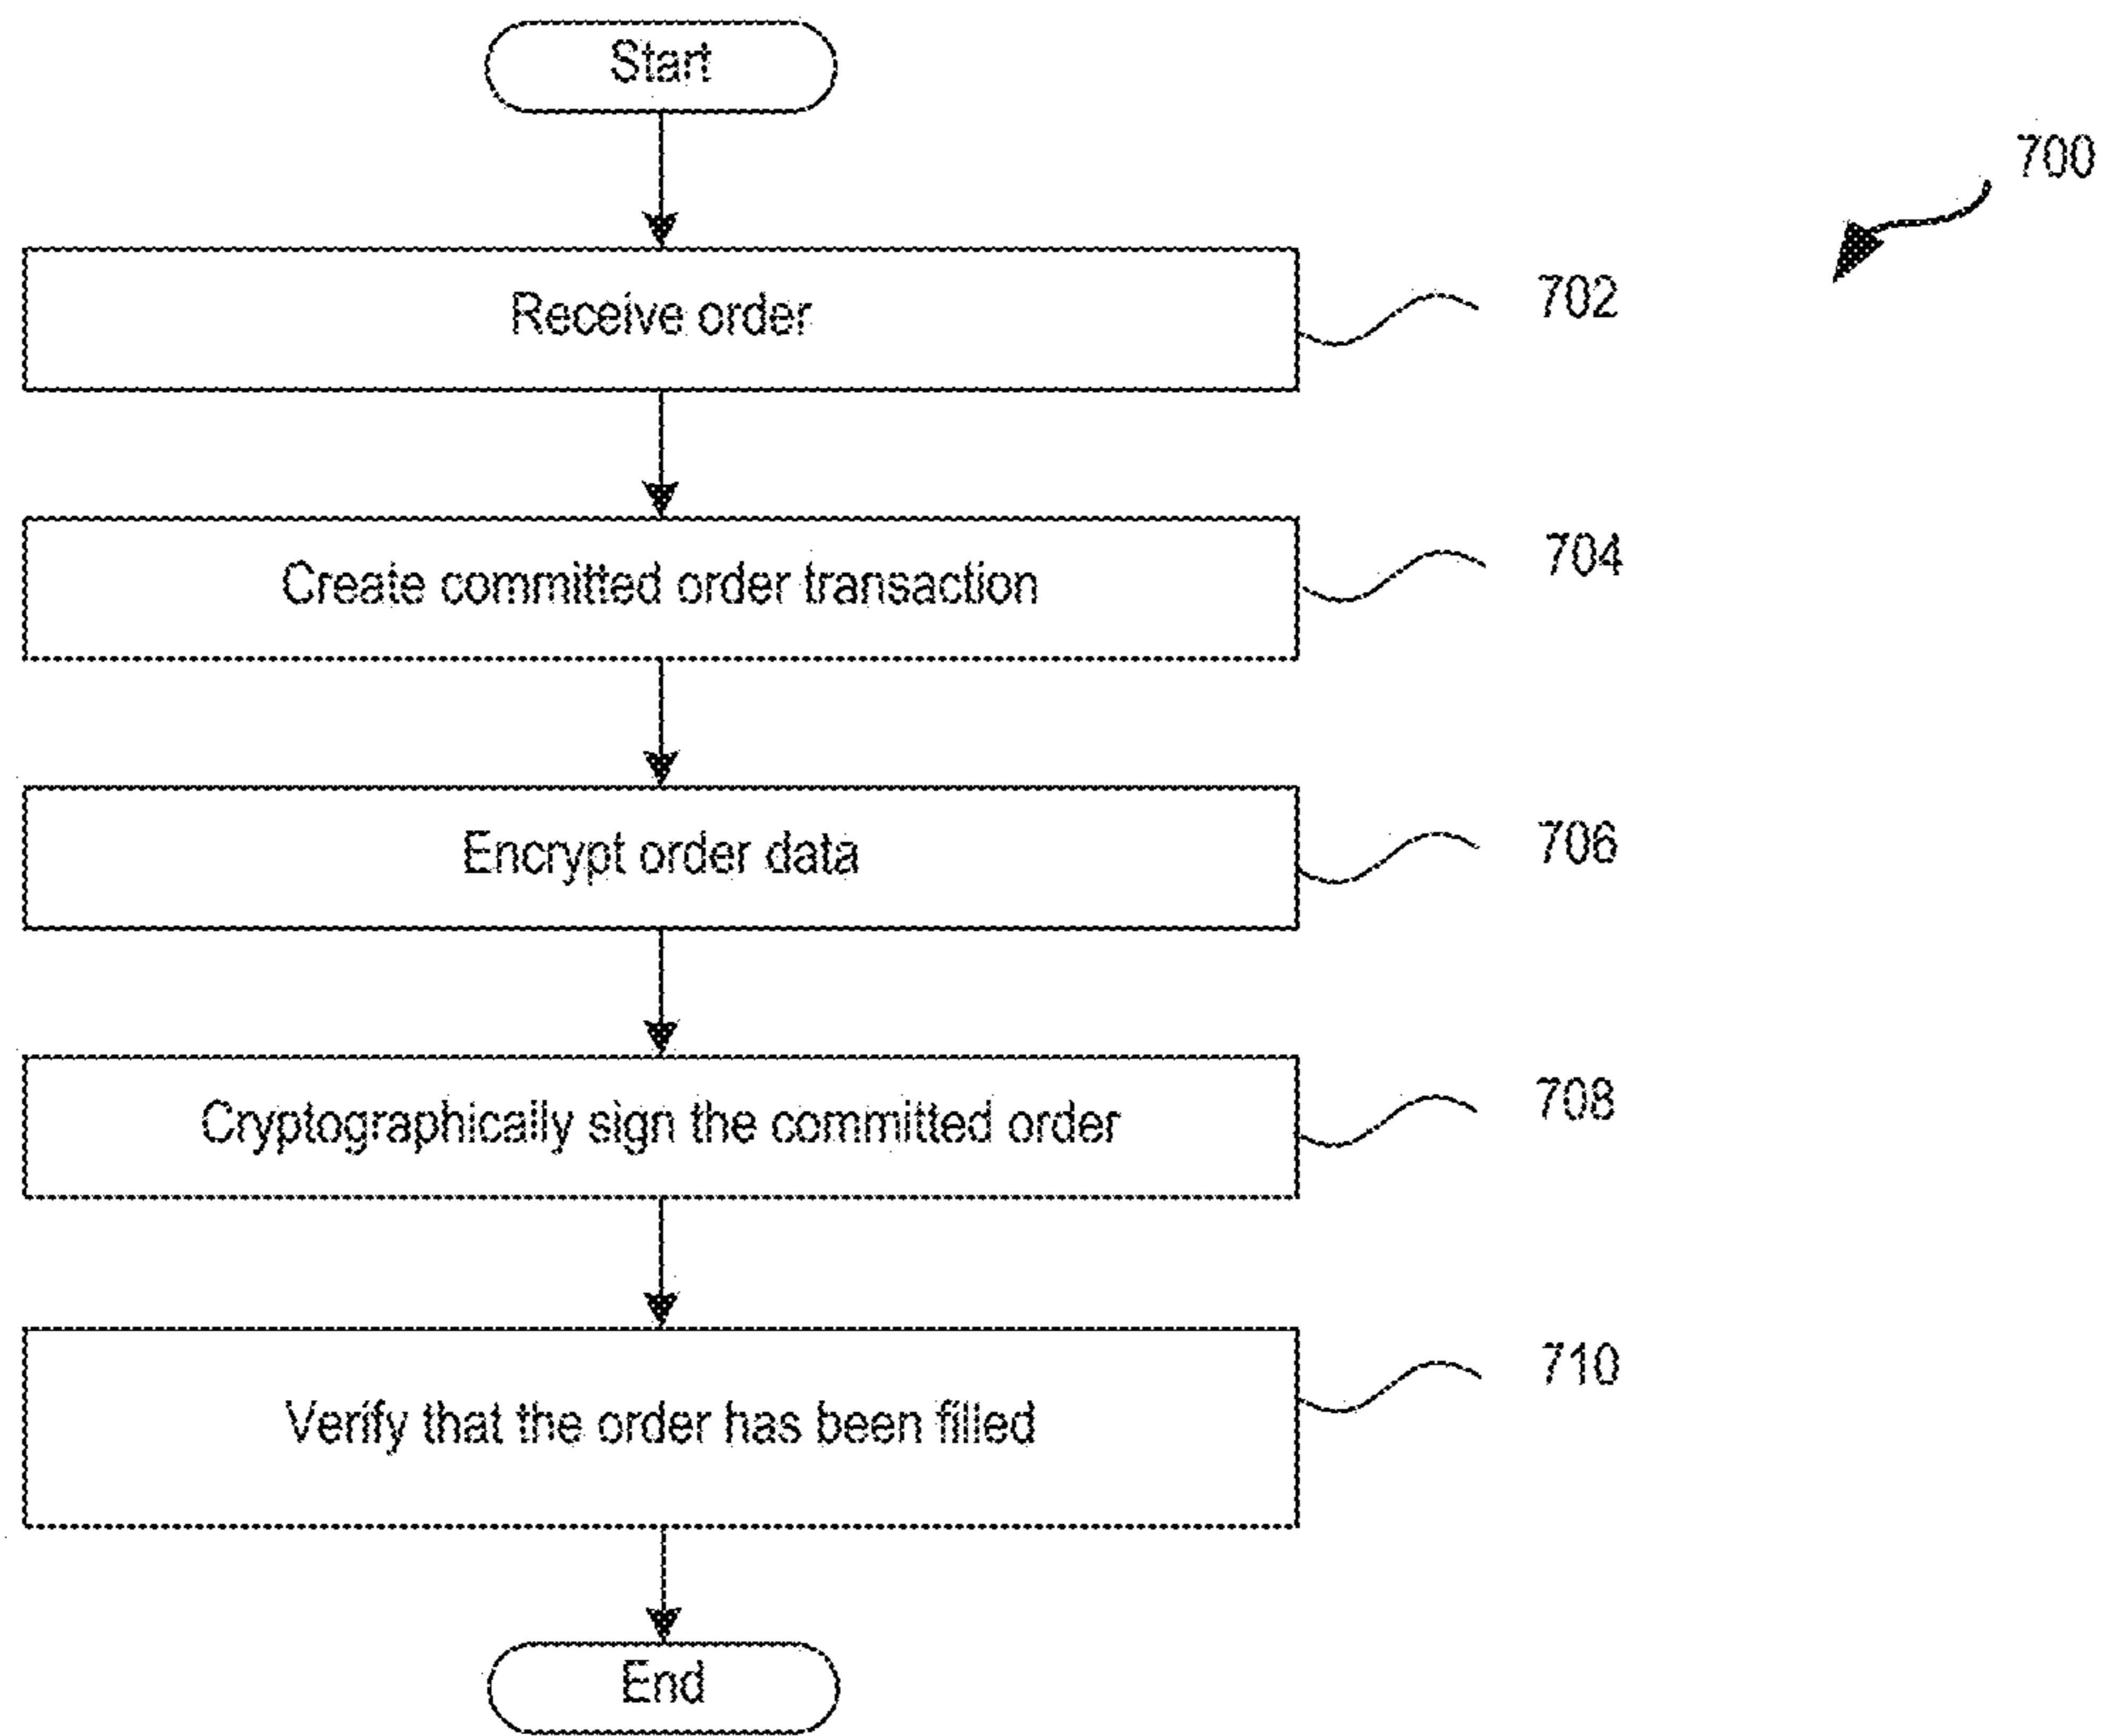 Start
700
Receive order
702
Create committed order transaction
704
Encrypt order data
706
Cryptographically sign the committed order
708
Verify that the order has been filled
710
End